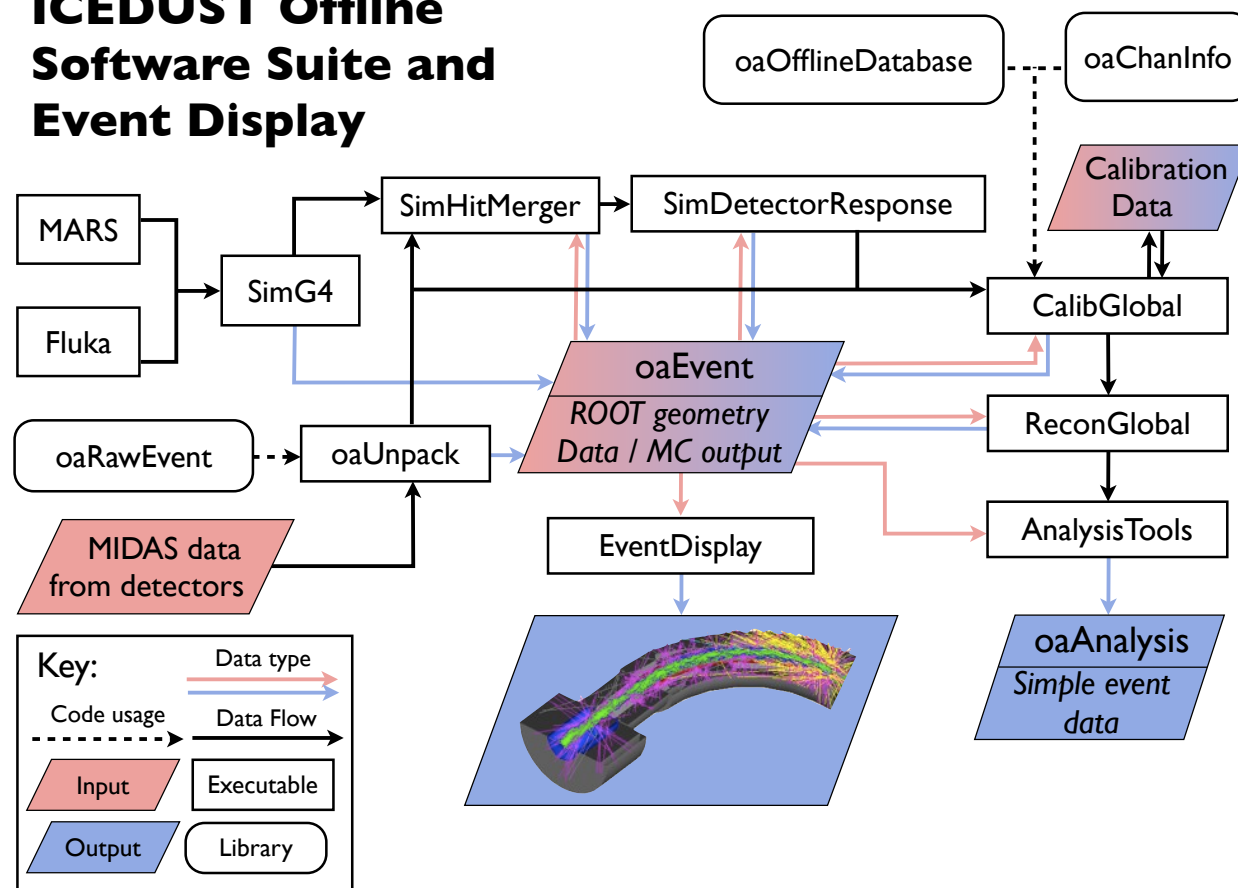 ICEDUST Offline
Software Suite and
Event Display
oaOfflineDatabase
oaChanInfo
Calibration
Data
MARS
SimHitMerger
SimDetectorResponse
SimG4
CalibGlobal
Fluka
oaEvent
ROOT geometry
Data / MC output
ReconGlobal
oaRawEvent
oaUnpack
AnalysisTools
EventDisplay
MIDAS data
from detectors
oaAnalysis
Simple event
data
Key:
Data type
Code usage
Data Flow
Input
Executable
Output
Library